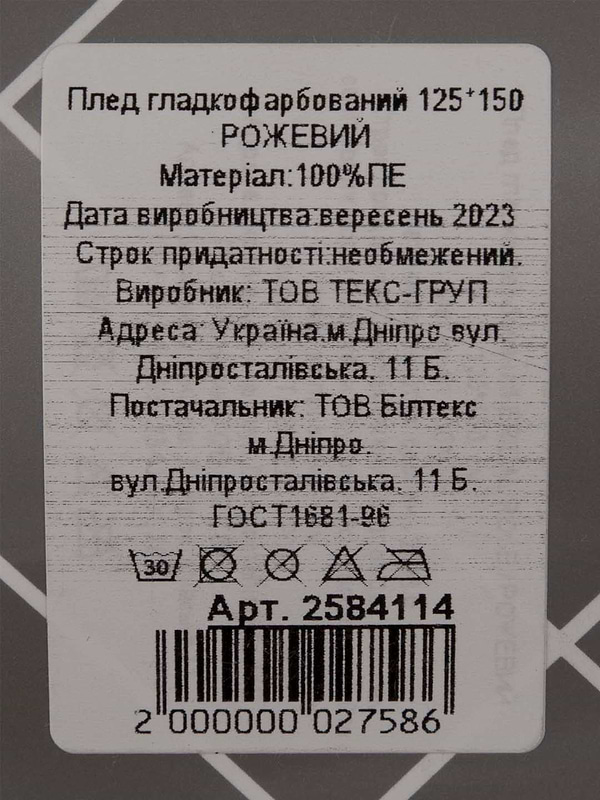 Плед гладкофарбований 125*150
РОЖЕВИЙ
Матеріал:100%ПЕ
Дата виробництва:вересень 2023
Строк придатності:необмежений.
Виробник: ТОВ ТЕКС-ГРУП
Адреса: Україна.м.Дніпро вул.
Дніпросталівська. 11 Б.
Постачальник: ТОВ Білтекс
м.Дніпро.
вул.Дніпросталівська. 11 Б.
ГОСТ1681-96
30
Арт. 2584114
2 000000 027586